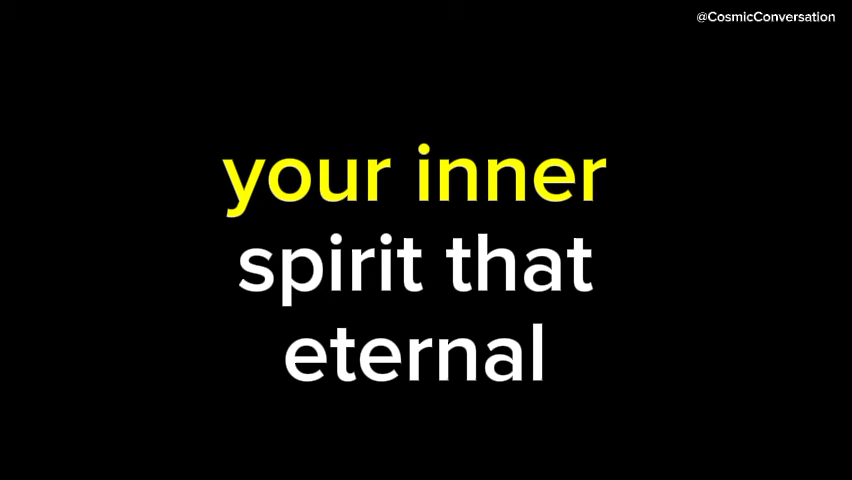 @CosmicConversation
your inner
spirit that
eternal